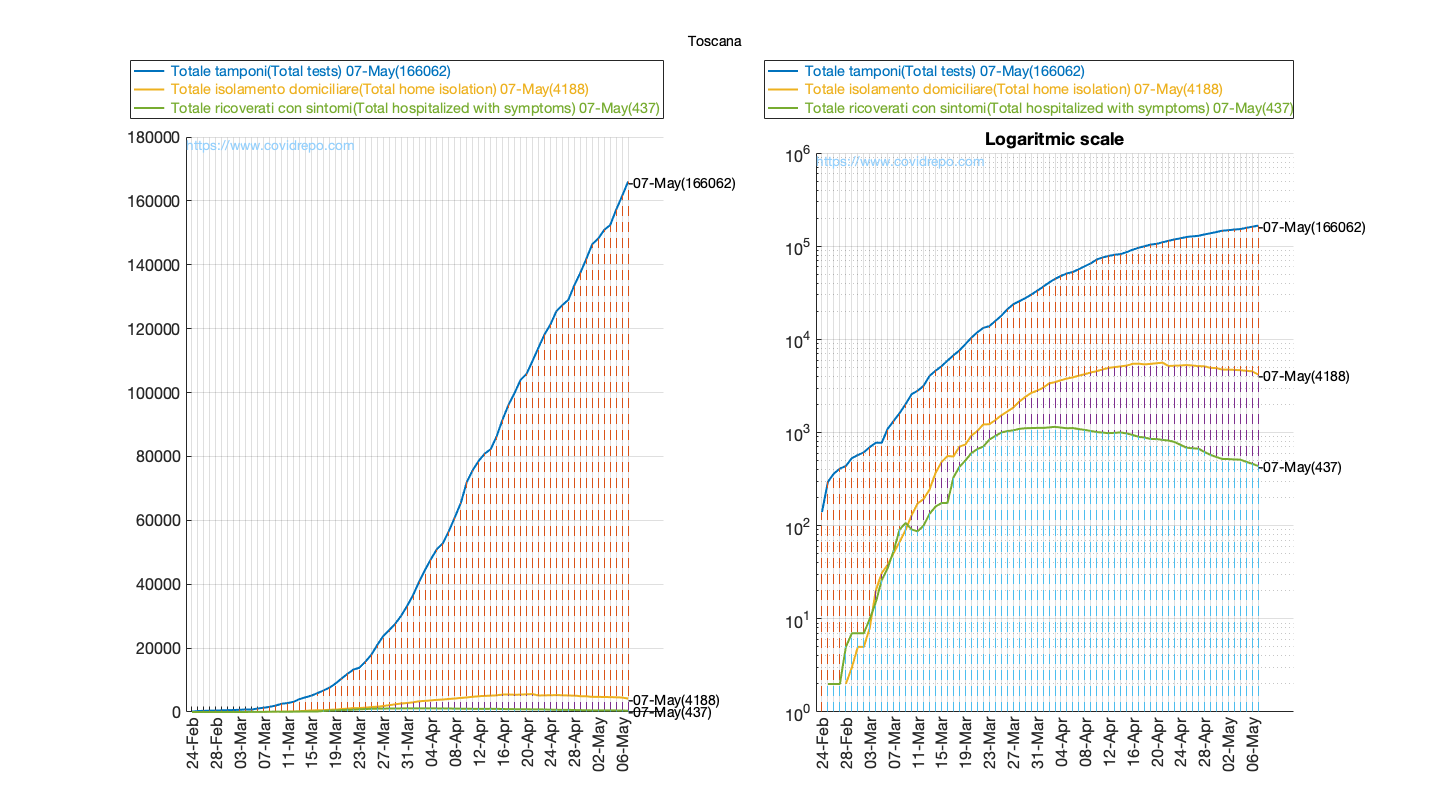 Toscana
Totale tamponi(Total tests) 07-May(166062)
Totale isolamento domiciliare(Total home isolation) 07-May(4188)
Totale ricoverati con sintomi(Total hospitalized with symptoms) 07-May(437)
180000
160000
140000
120000
100000
80000
60000
40000
20000
0
https://www.covidrepo.com
-07-May(166062)
-07-May(4188)
-07-May(437)
24-Feb
28-Feb
03-Mar
07-Mar
11-Mar
15-Mar
19-Mar
23-Mar
27-Mar
31-Mar
04-Apr
08-Apr
12-Apr
16-Apr
20-Apr
24-Apr
28-Apr
02-May
06-May
Totale tamponi(Total tests) 07-May(166062)
Totale isolamento domiciliare(Total home isolation) 07-May(4188)
Totale ricoverati con sintomi(Total hospitalized with symptoms) 07-May(437)
Logaritmic scale
10^6
10^5
10^4
10^3
10^2
10^1
10^0
https://www.covidrepo.com
-07-May(166062)
-07-May(4188)
-07-May(437)
24-Feb
28-Feb
03-Mar
07-Mar
11-Mar
15-Mar
19-Mar
23-Mar
27-Mar
31-Mar
04-Apr
08-Apr
12-Apr
16-Apr
20-Apr
24-Apr
28-Apr
02-May
06-May